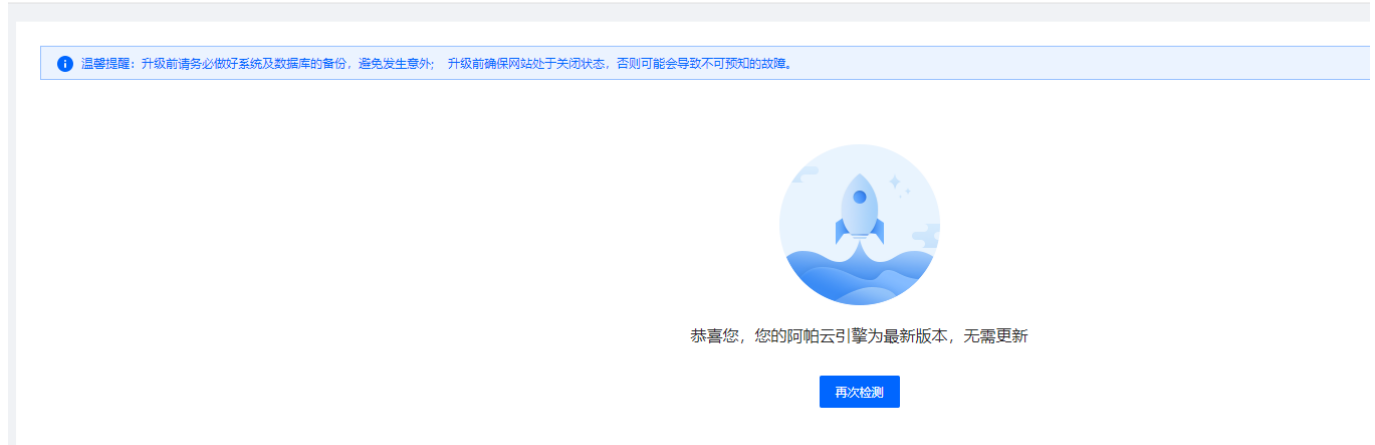 温馨提醒：升级前请务必做好系统及数据库的备份，避免发生意外； 升级前确保网站处于关闭状态，否则可能会导致不可预知的故障。
恭喜您，您的阿帕云引擎为最新版本，无需更新
再次检测